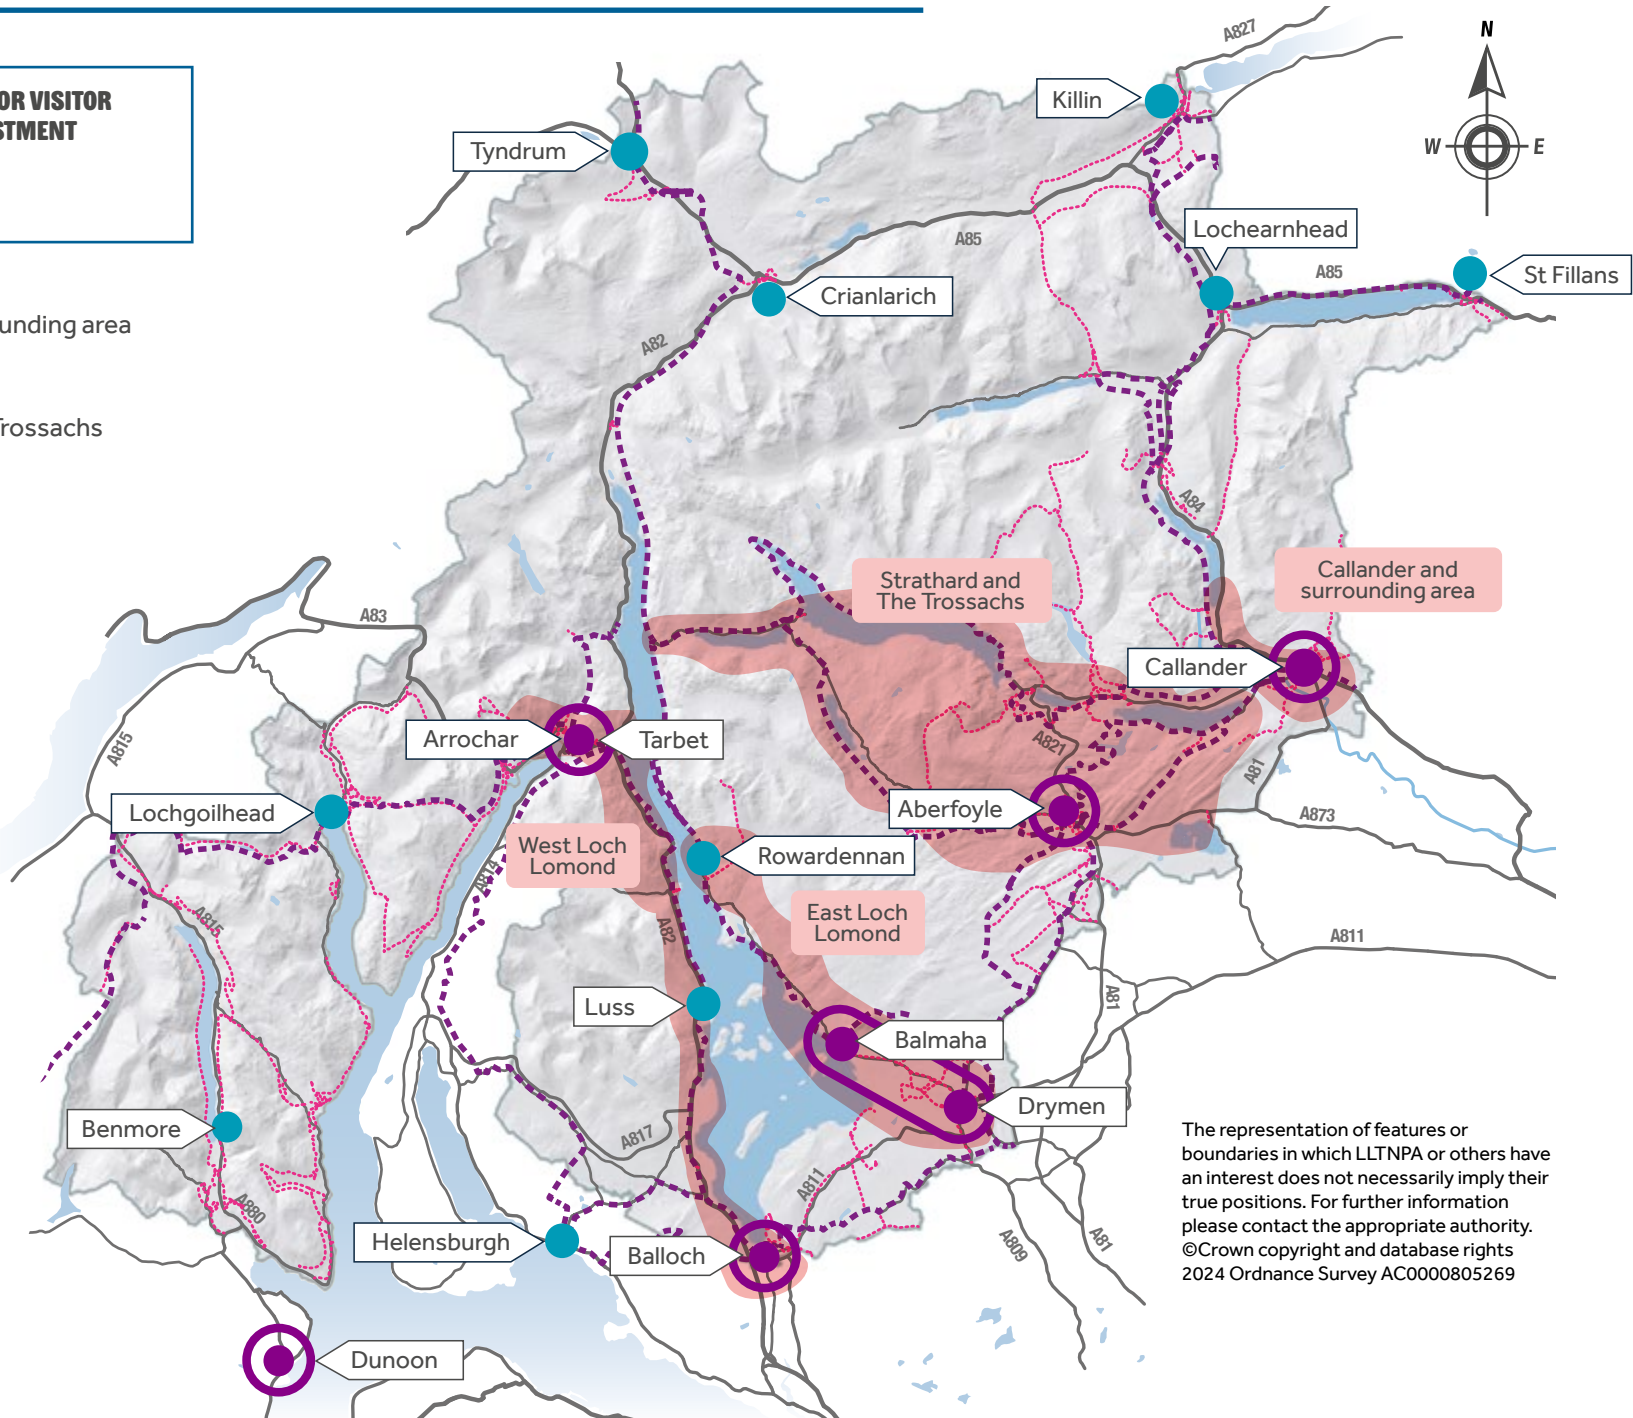 OR VISITOR
STMENT
ounding area
Trossachs
N
W
E
A827
Killin
Tyndrum
Lochearnhead
A85
A85
St Fillans
Crianlarich
A82
A84
Strathard and
The Trossachs
Callander and
surrounding area
A83
Callander
Arrochar
Tarbet
A821
A815
A81
Lochgoilhead
Aberfoyle
A873
West Loch
Lomond
Rowardennan
A814
East Loch
Lomond
A815
A82
A811
Luss
A81
Balmaha
Drymen
Benmore
A817
A811
A880
Helensburgh
Balloch
A809
A81
Dunoon
The representation of features or
boundaries in which LLTNPA or others have
an interest does not necessarily imply their
true positions. For further information
please contact the appropriate authority.
©Crown copyright and database rights
2024 Ordnance Survey AC0000805269